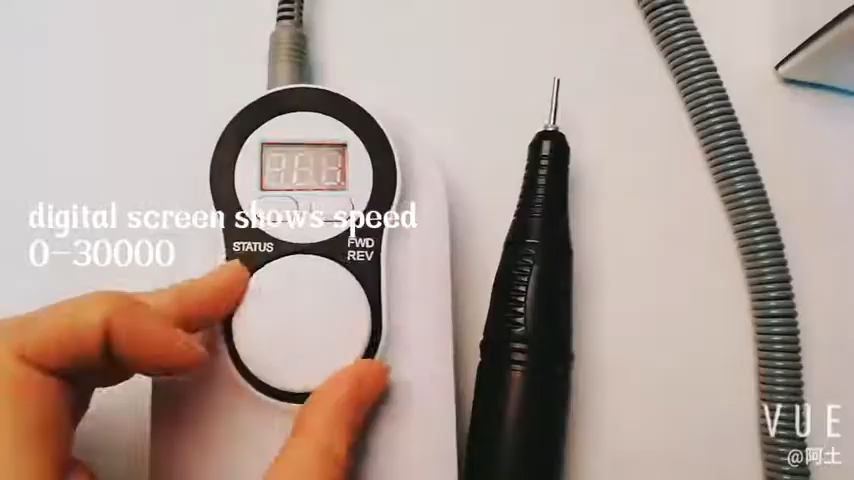 digital screen shows speed
0-30000
STATUS
FWD
REV
VUE
@阿土